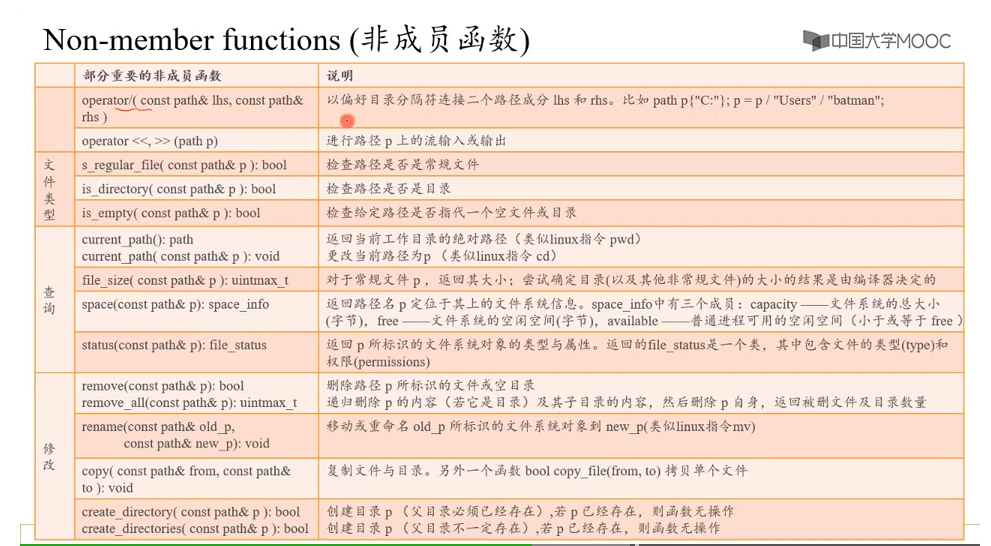 Non-member functions (非成员函数)
中国大学MOOC
部分重要的非成员函数 说明
operator/( const path& lhs, const path& 以偏好目录分隔符连接二个路径成分 lhs 和 rhs。比如 path p{"C:"}; p = p / "Users" / "batman";
rhs )
operator <<, >> (path p) 进行路径 p 上的流输入或输出
文件类型
s_regular_file( const path& p ): bool 检查路径是否是常规文件
is_directory( const path& p ): bool 检查路径是否是目录
is_empty( const path& p ): bool 检查给定路径是否指代一个空文件或目录
查询
current_path(): path 返回当前工作目录的绝对路径（类似linux指令 pwd）
current_path( const path& p ): void 更改当前路径为p （类似linux指令 cd）
file_size( const path& p ): uintmax_t 对于常规文件 p ，返回其大小；尝试确定目录(以及其他非常规文件)的大小的结果是由编译器决定的
space(const path& p): space_info 返回路径名 p 定位于其上的文件系统信息。space_info中有三个成员：capacity ——文件系统的总大小
(字节)，free ——文件系统的空闲空间(字节)，available ——普通进程可用的空闲空间（小于或等于 free ）
status(const path& p): file_status 返回 p 所标识的文件系统对象的类型与属性。返回的file_status是一个类，其中包含文件的类型(type)和
权限(permissions)
修改
remove(const path& p): bool 删除路径 p 所标识的文件或空目录
remove_all(const path& p): uintmax_t 递归删除 p 的内容（若它是目录）及其子目录的内容，然后删除 p 自身，返回被删文件及目录数量
rename(const path& old_p, 移动或重命名 old_p 所标识的文件系统对象到 new_p(类似linux指令mv)
const path& new_p): void
copy( const path& from, const path& 复制文件与目录。另外一个函数 bool copy_file(from, to) 拷贝单个文件
to ): void
create_directory( const path& p ): bool 创建目录 p （父目录必须已经存在）,若 p 已经存在，则函数无操作
create_directories( const path& p ): bool 创建目录 p （父目录不一定存在）,若 p 已经存在，则函数无操作